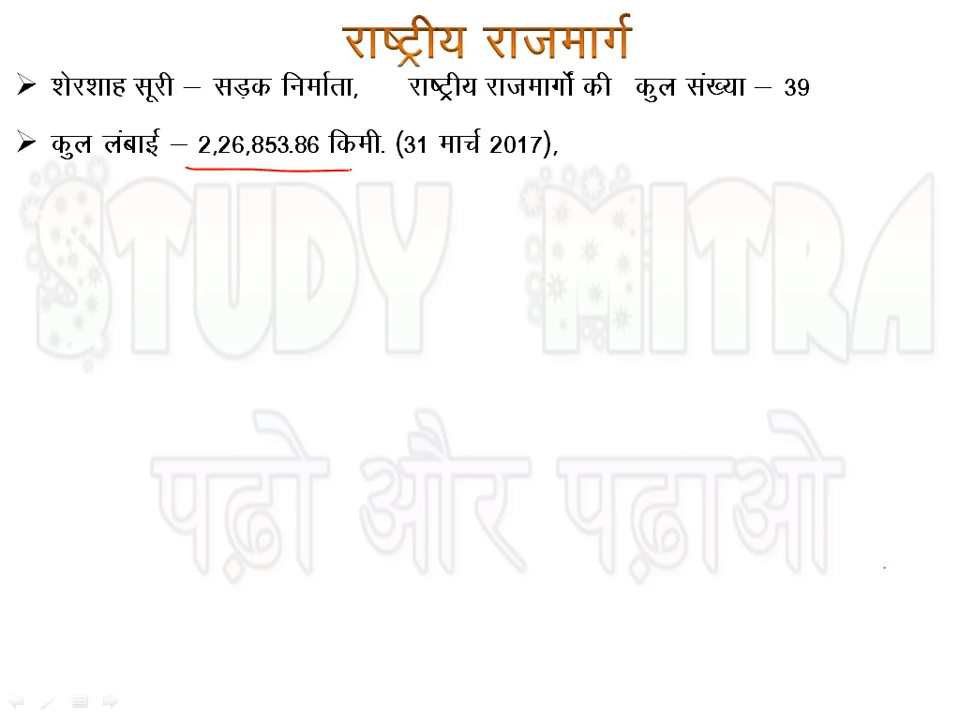 राष्ट्रीय राजमार्ग
➢ शेरशाह सूरी – सड़क निर्माता, राष्ट्रीय राजमार्गों की कुल संख्या – 39
➢ कुल लंबाई – 2,26,853.86 किमी. (31 मार्च 2017),
STUDY MITRA
पढ़ो और पढ़ाओ